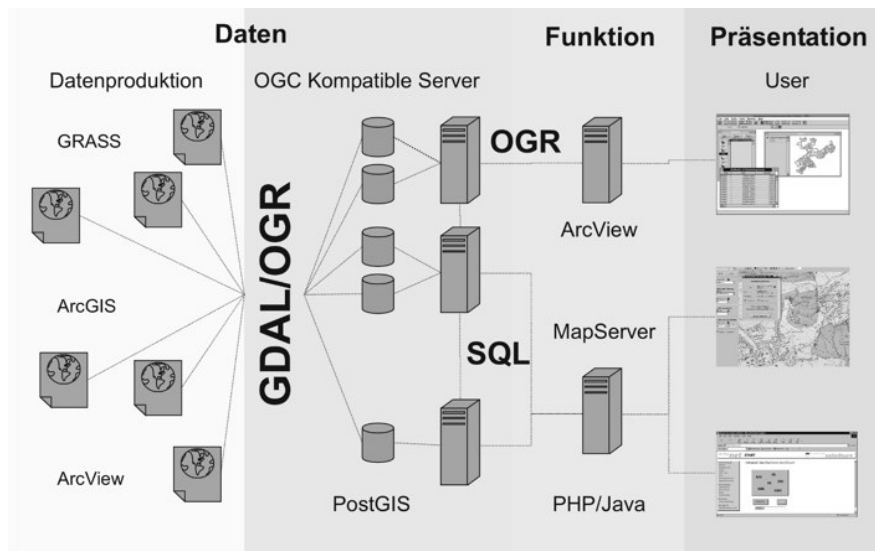 Daten
Funktion
Präsentation
Datenproduktion
OGC Kompatible Server
User
GRASS
OGR
ArcView
GDAL/OGR
ArcGIS
MapServer
SQL
ArcView
PostGIS
PHP/Java